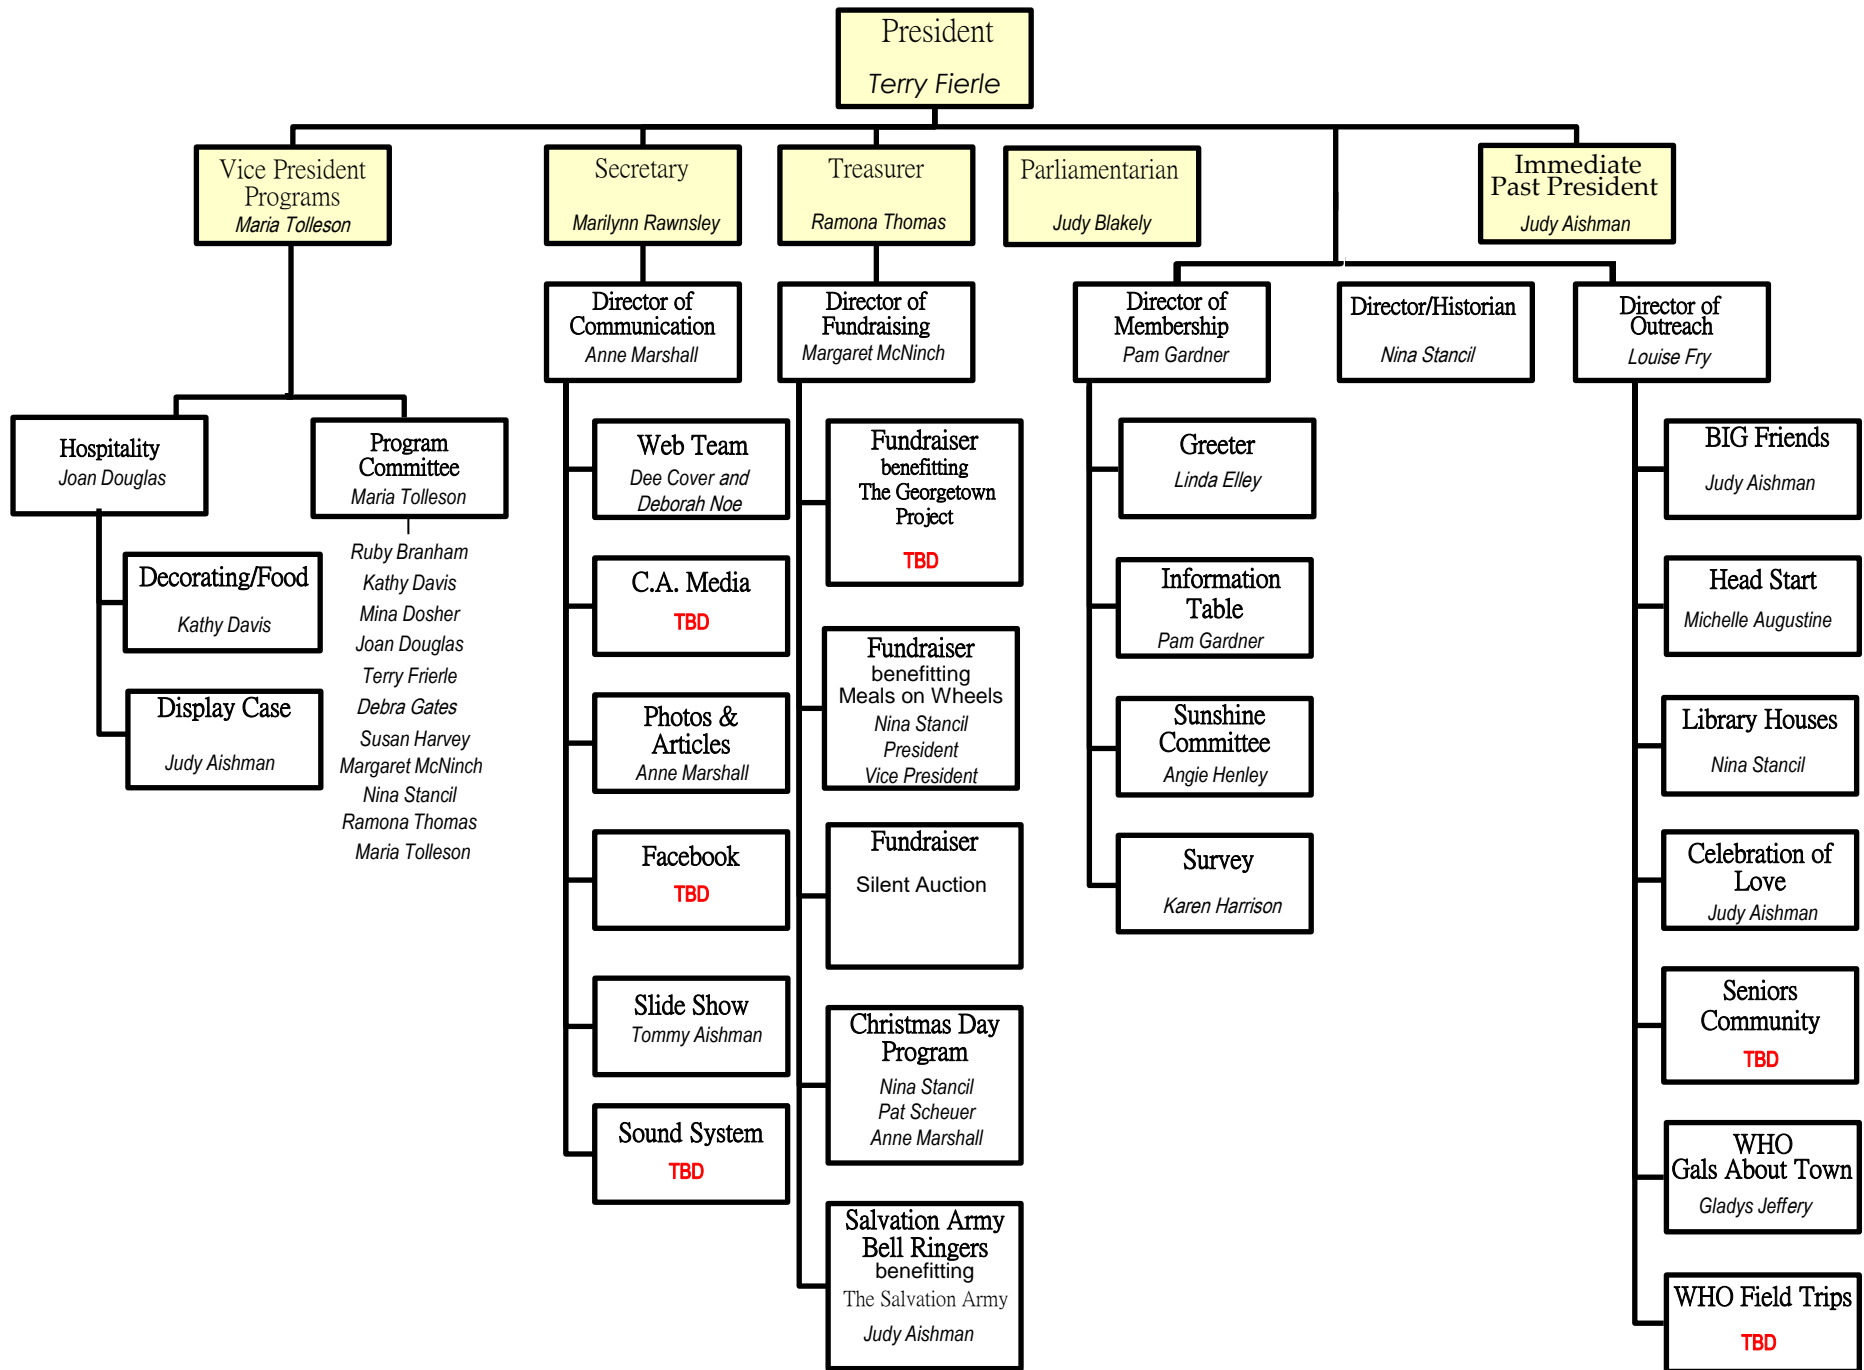 President
Terry Fierle
Vice President
Programs
Maria Tolleson
Secretary
Marilynn Rawnsley
Treasurer
Ramona Thomas
Parliamentarian
Judy Blakely
Immediate
Past President
Judy Aishman
Director of
Communication
Anne Marshall
Director of
Fundraising
Margaret McNinch
Director of
Membership
Pam Gardner
Director/Historian
Nina Stancil
Director of
Outreach
Louise Fry
Hospitality
Joan Douglas
Decorating/Food
Kathy Davis
Display Case
Judy Aishman
Program
Committee
Maria Tolleson
Ruby Branham
Kathy Davis
Mina Dosher
Joan Douglas
Terry Frierle
Debra Gates
Susan Harvey
Margaret McNinch
Nina Stancil
Ramona Thomas
Maria Tolleson
Web Team
Dee Cover and
Deborah Noe
C.A. Media
TBD
Photos &
Articles
Anne Marshall
Facebook
TBD
Slide Show
Tommy Aishman
Sound System
TBD
Fundraiser
benefitting
The Georgetown
Project
TBD
Fundraiser
benefitting
Meals on Wheels
Nina Stancil
President
Vice President
Fundraiser
Silent Auction
Christmas Day
Program
Nina Stancil
Pat Scheuer
Anne Marshall
Salvation Army
Bell Ringers
benefitting
The Salvation Army
Judy Aishman
Greeter
Linda Elley
Information
Table
Pam Gardner
Sunshine
Committee
Angie Henley
Survey
Karen Harrison
BIG Friends
Judy Aishman
Head Start
Michelle Augustine
Library Houses
Nina Stancil
Celebration of
Love
Judy Aishman
Seniors
Community
TBD
WHO
Gals About Town
Gladys Jeffery
WHO Field Trips
TBD